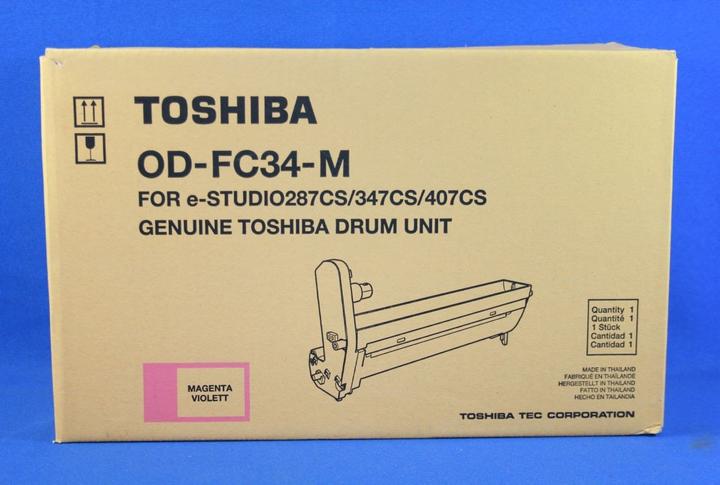 TOSHIBA
OD-FC34-M
FOR e-STUDIO287CS/347CS/407CS
GENUINE TOSHIBA DRUM UNIT
Quantity 1
Quantité 1
1 Stück
Cantidad 1
Cantidad 1
MAGENTA
VIOLETT
MADE IN THAILAND
FABRIQUÉ EN THAÏLANDE
HERGESTELLT IN THAILAND
FATTO IN THAILAND
HECHO EN TAILANDIA
TOSHIBA TEC CORPORATION